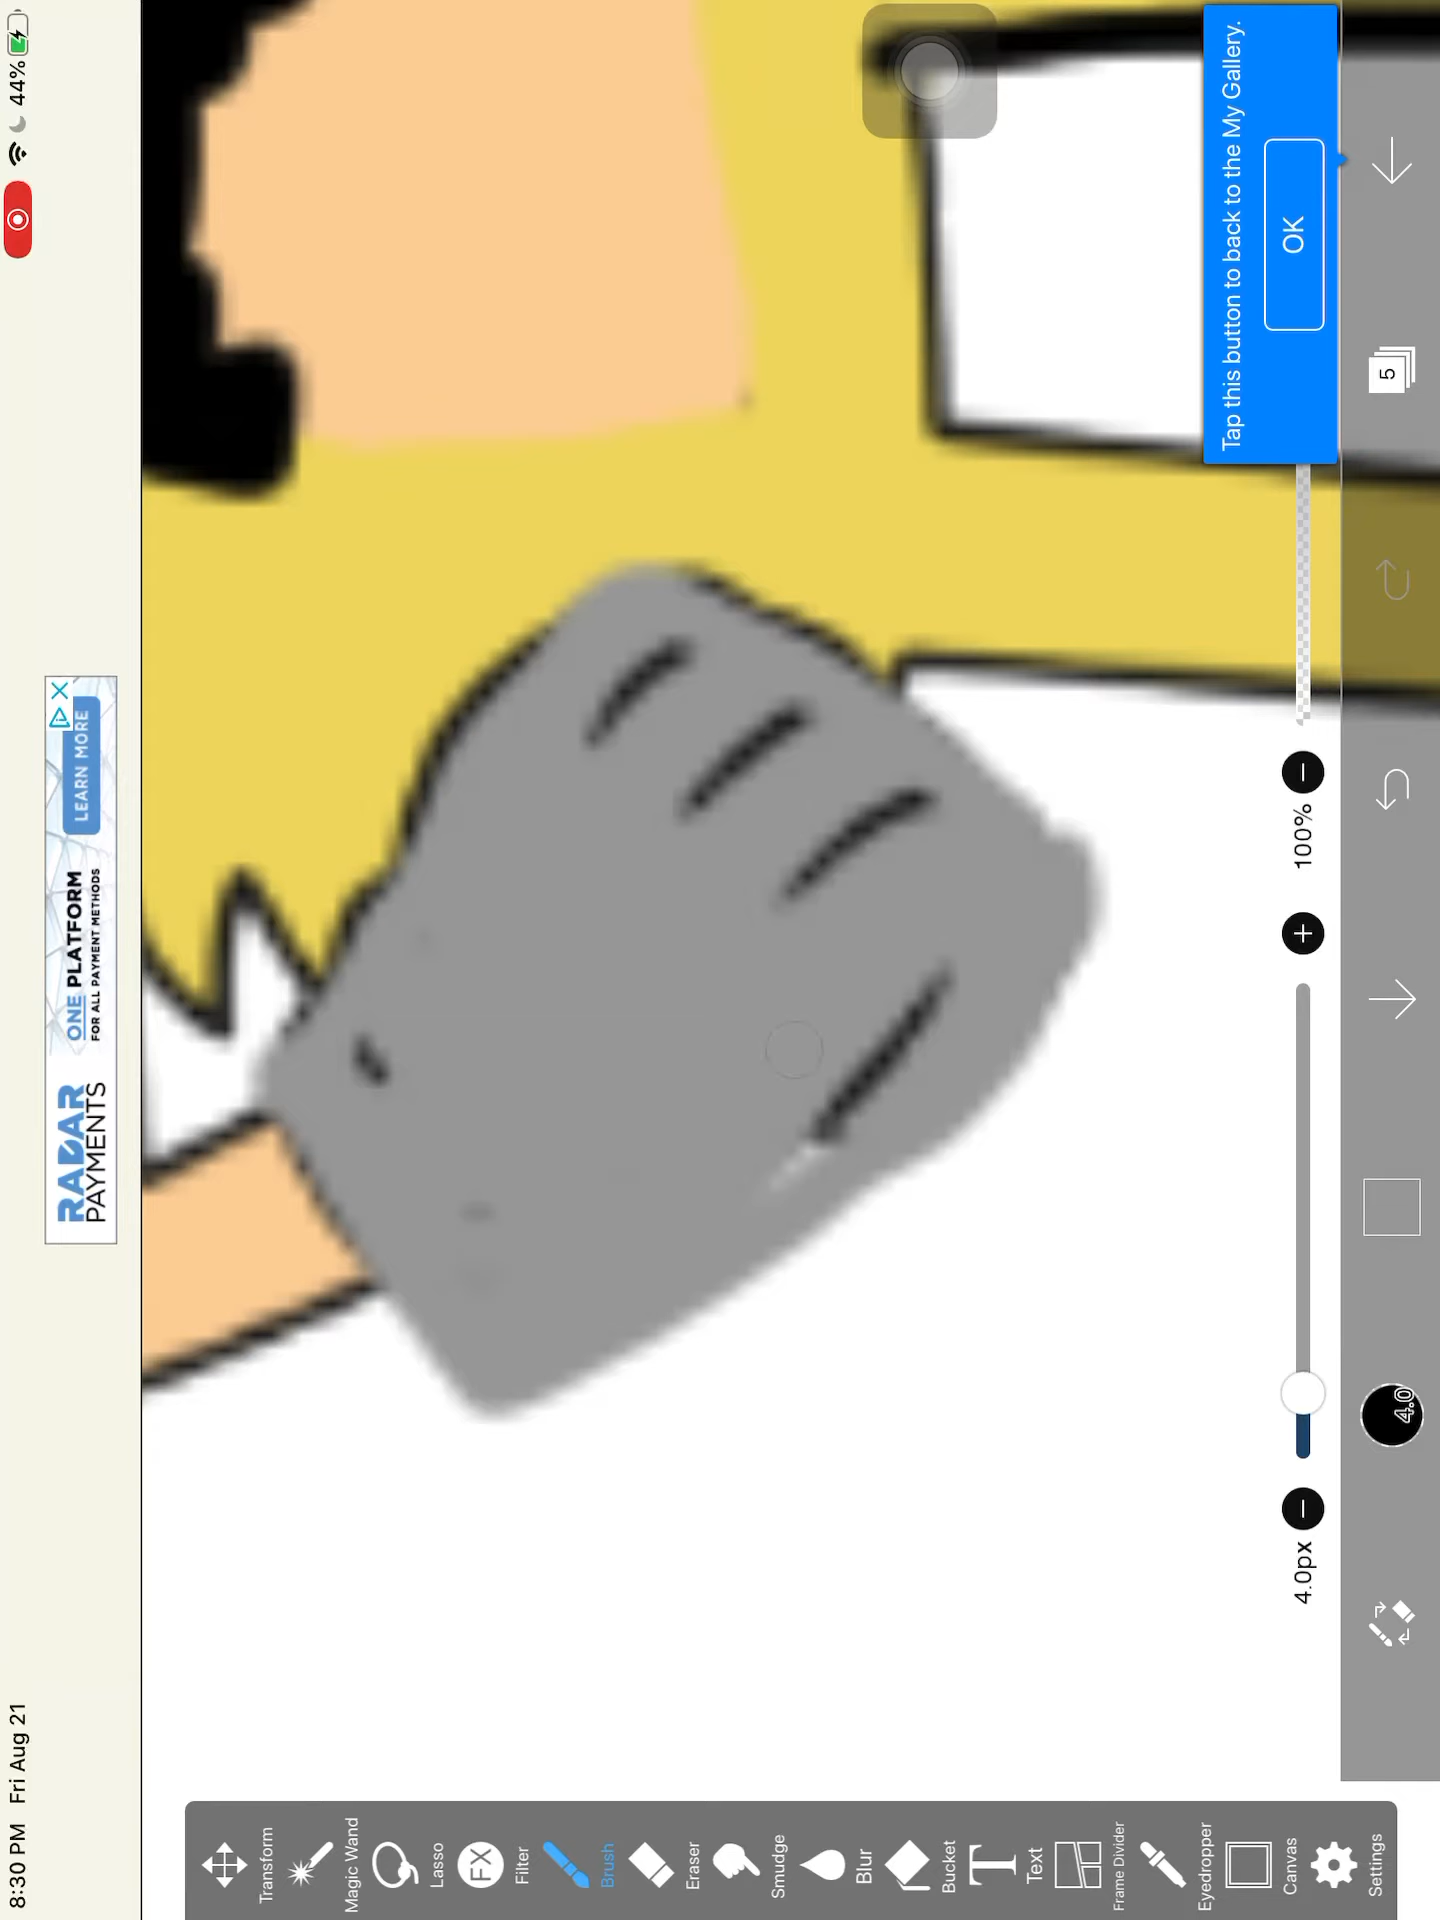 8:30 PM Fri Aug 21
44%
RADAR
PAYMENTS
ONE PLATFORM
FOR ALL PAYMENT METHODS
LEARN MORE
Transform
Magic Wand
Lasso
FX
Filter
Brush
Eraser
Smudge
Blur
Bucket
T
Text
Frame Divider
Eyedropper
Canvas
Settings
4.0px
100%
Tap this button to back to the My Gallery.
OK
4.0
5